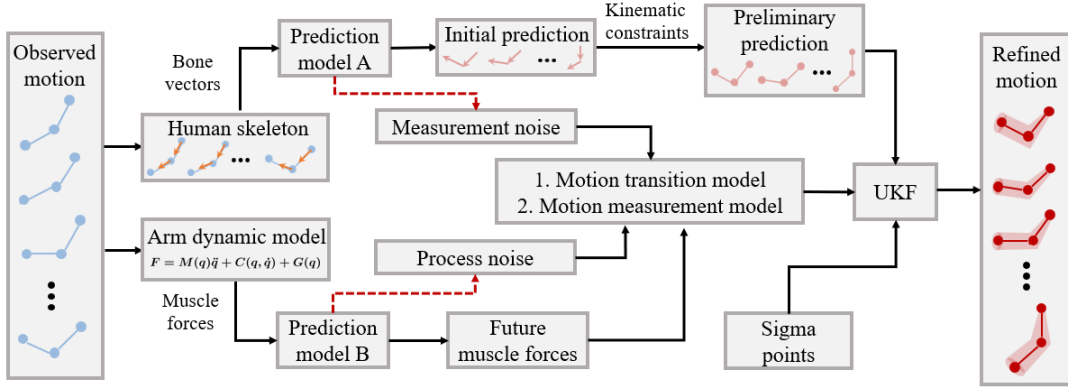 Observed
motion
Bone
vectors
Human skeleton
...
Arm dynamic model
F = M(q)q̈ + C(q, q̇) + G(q)
Muscle
forces
Prediction
model A
Initial prediction
...
Kinematic
constraints
Preliminary
prediction
...
Measurement noise
1. Motion transition model
2. Motion measurement model
Process noise
Prediction
model B
Future
muscle forces
UKF
Sigma
points
Refined
motion